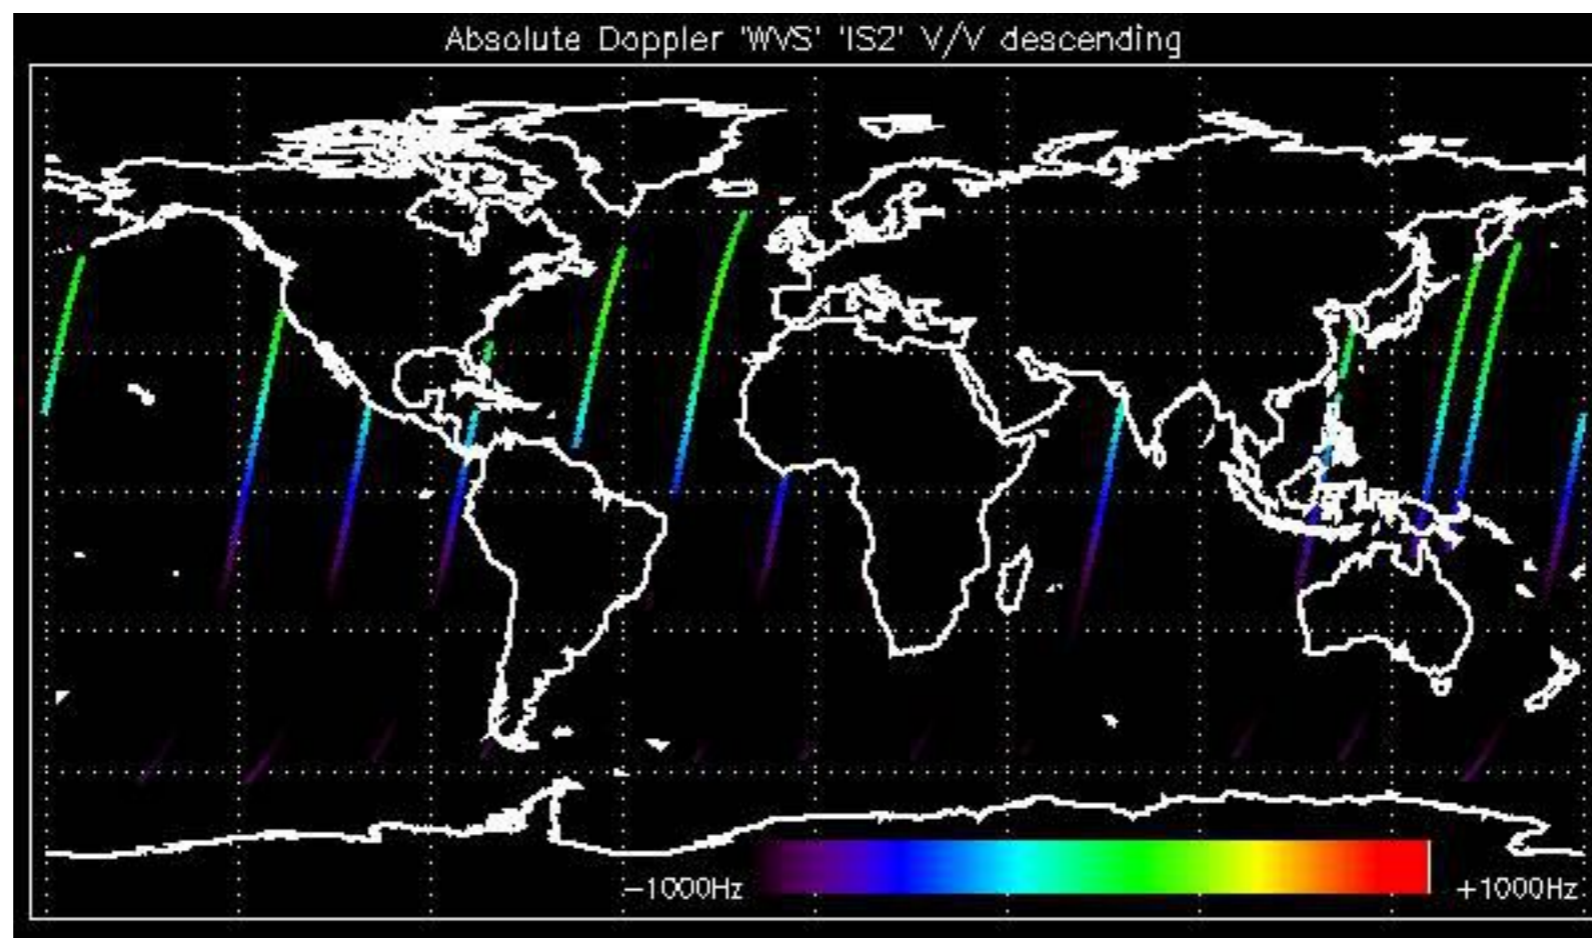 Absolute Doppler 'WVS' 'IS2' V/V descending
−1000Hz +1000Hz